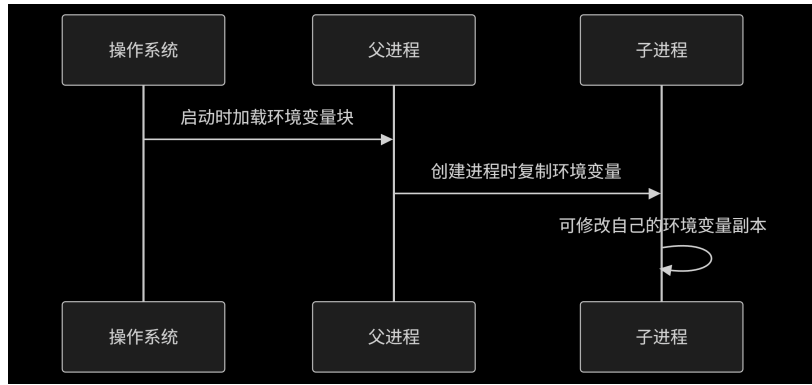 操作系统
父进程
子进程
启动时加载环境变量块
创建进程时复制环境变量
可修改自己的环境变量副本
操作系统
父进程
子进程